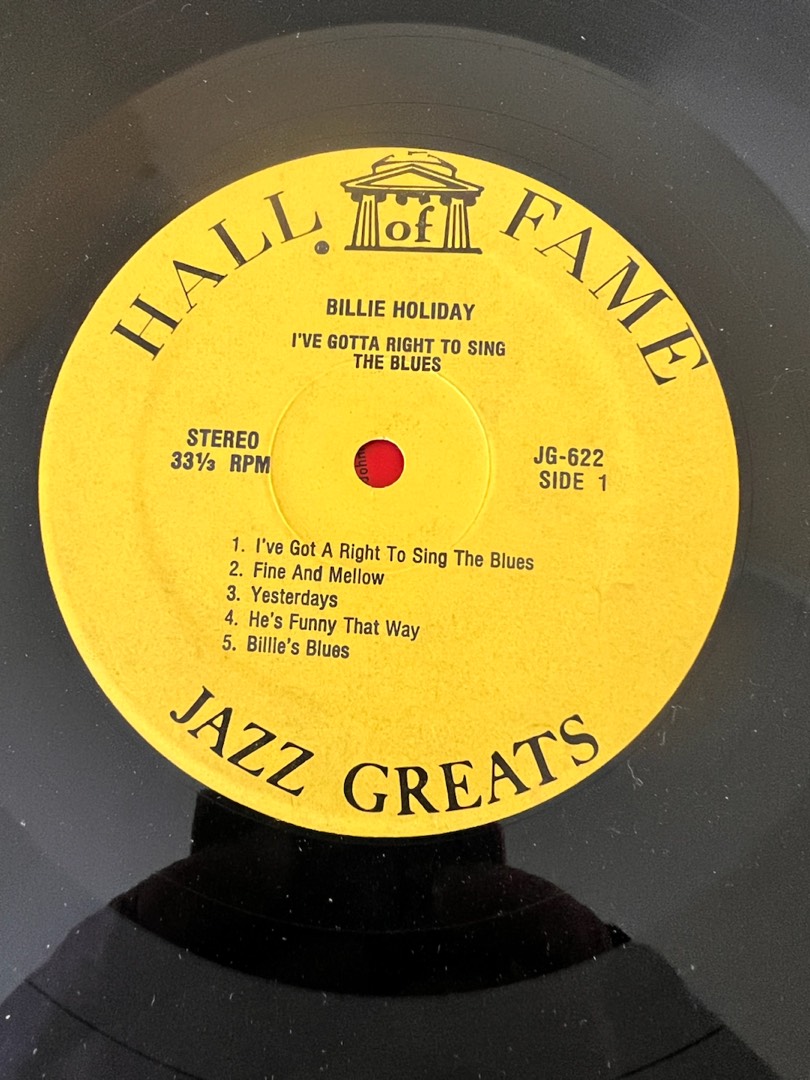 HALL of FAME
BILLIE HOLIDAY
I'VE GOTTA RIGHT TO SING
THE BLUES
STEREO
33⅓ RPM
JG-622
SIDE 1
John
1. I've Got A Right To Sing The Blues
2. Fine And Mellow
3. Yesterdays
4. He's Funny That Way
5. Billie's Blues
JAZZ GREATS